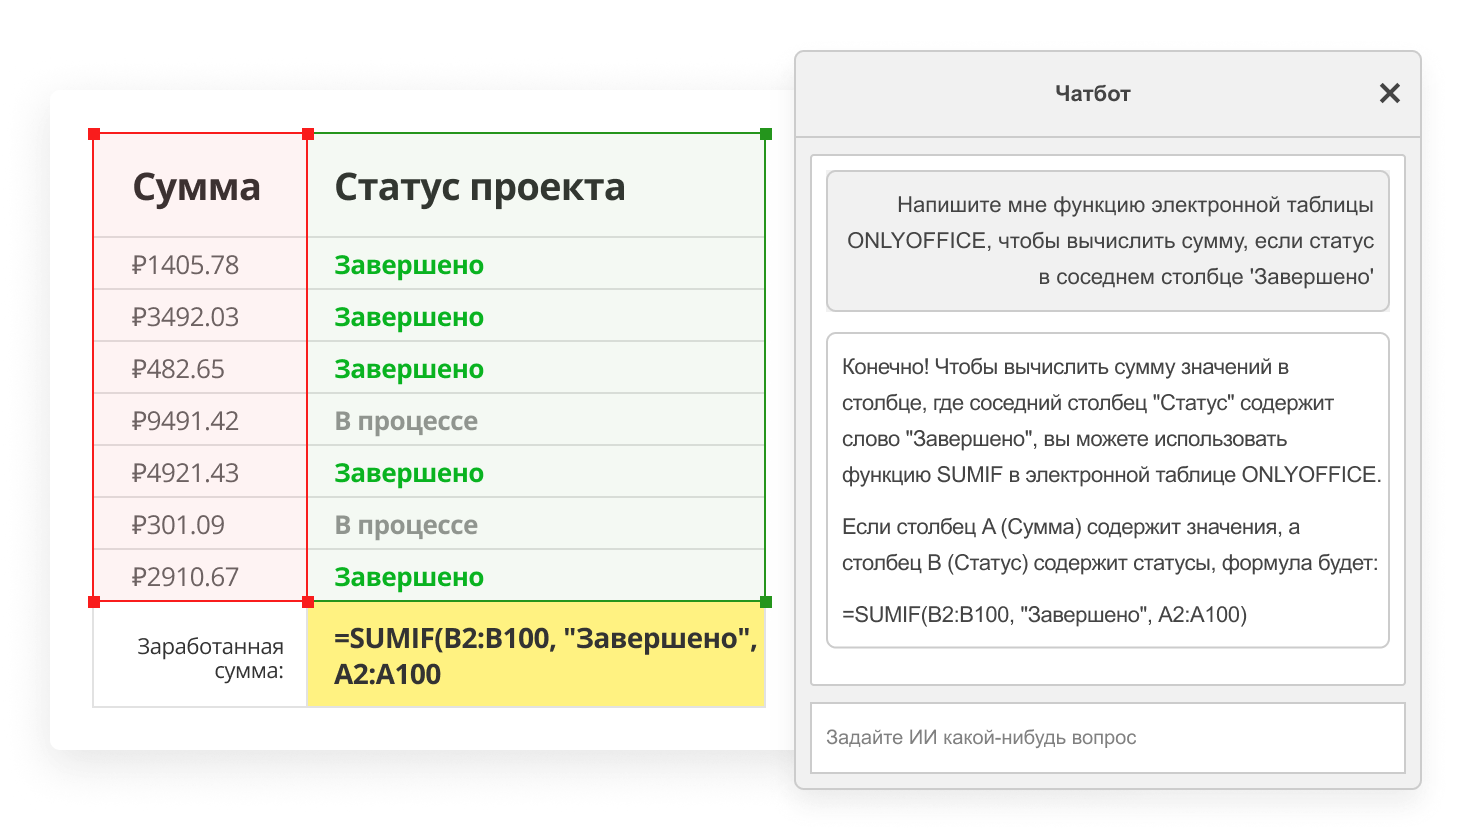 Сумма Статус проекта
₽1405.78 Завершено
₽3492.03 Завершено
₽482.65 Завершено
₽9491.42 В процессе
₽4921.43 Завершено
₽301.09 В процессе
₽2910.67 Завершено
Заработанная
сумма:
=SUMIF(B2:B100, "Завершено",
A2:A100
Чатбот
Напишите мне функцию электронной таблицы
ONLYOFFICE, чтобы вычислить сумму, если статус
в соседнем столбце 'Завершено'
Конечно! Чтобы вычислить сумму значений в
столбце, где соседний столбец "Статус" содержит
слово "Завершено", вы можете использовать
функцию SUMIF в электронной таблице ONLYOFFICE.
Если столбец A (Сумма) содержит значения, а
столбец B (Статус) содержит статусы, формула будет:
=SUMIF(B2:B100, "Завершено", A2:A100)
Задайте ИИ какой-нибудь вопрос